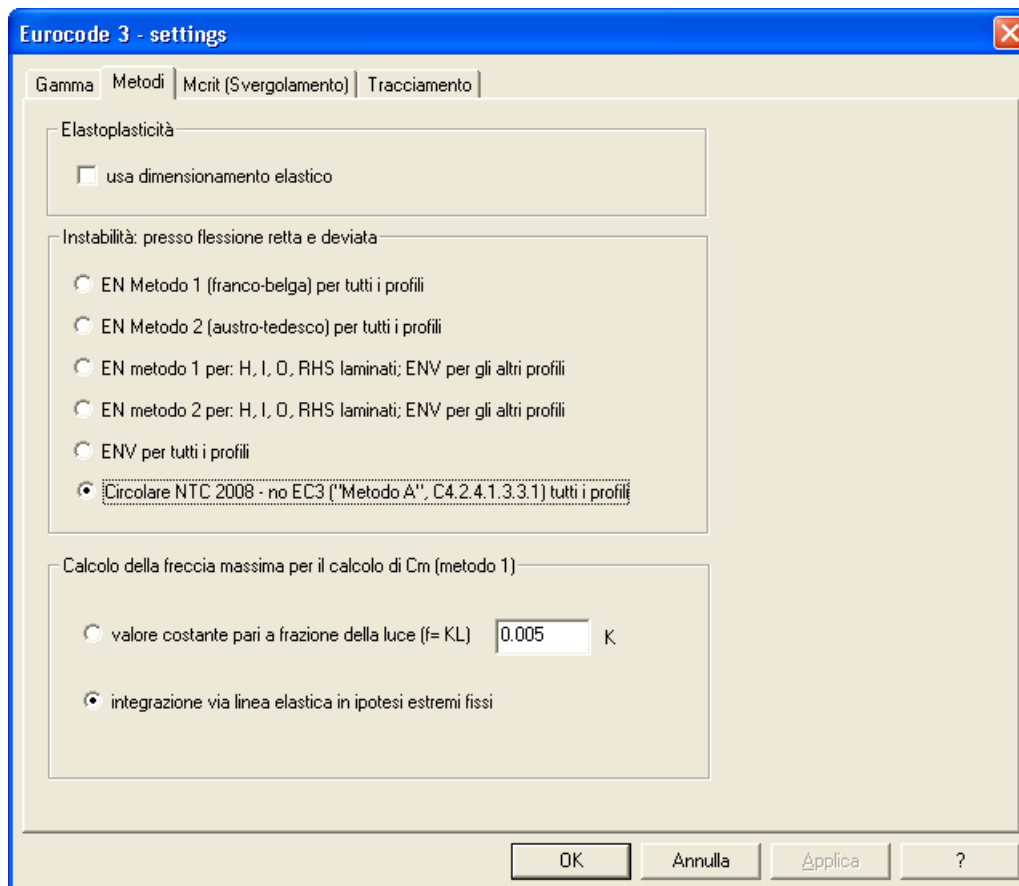 Eurocode 3 - settings
Gamma Metodi Mcrit (Svergolamento) Tracciamento
Elastoplasticità
usa dimensionamento elastico
Instabilità: presso flessione retta e deviata
EN Metodo 1 (franco-belga) per tutti i profili
EN Metodo 2 (austro-tedesco) per tutti i profili
EN metodo 1 per: H, I, O, RHS laminati; ENV per gli altri profili
EN metodo 2 per: H, I, O, RHS laminati; ENV per gli altri profili
ENV per tutti i profili
Circolare NTC 2008 - no EC3 ("Metodo A", C4.2.4.1.3.3.1) tutti i profili
Calcolo della freccia massima per il calcolo di Cm (metodo 1)
valore costante pari a frazione della luce (f= KL) 0.005 K
integrazione via linea elastica in ipotesi estremi fissi
OK Annulla Applica ?